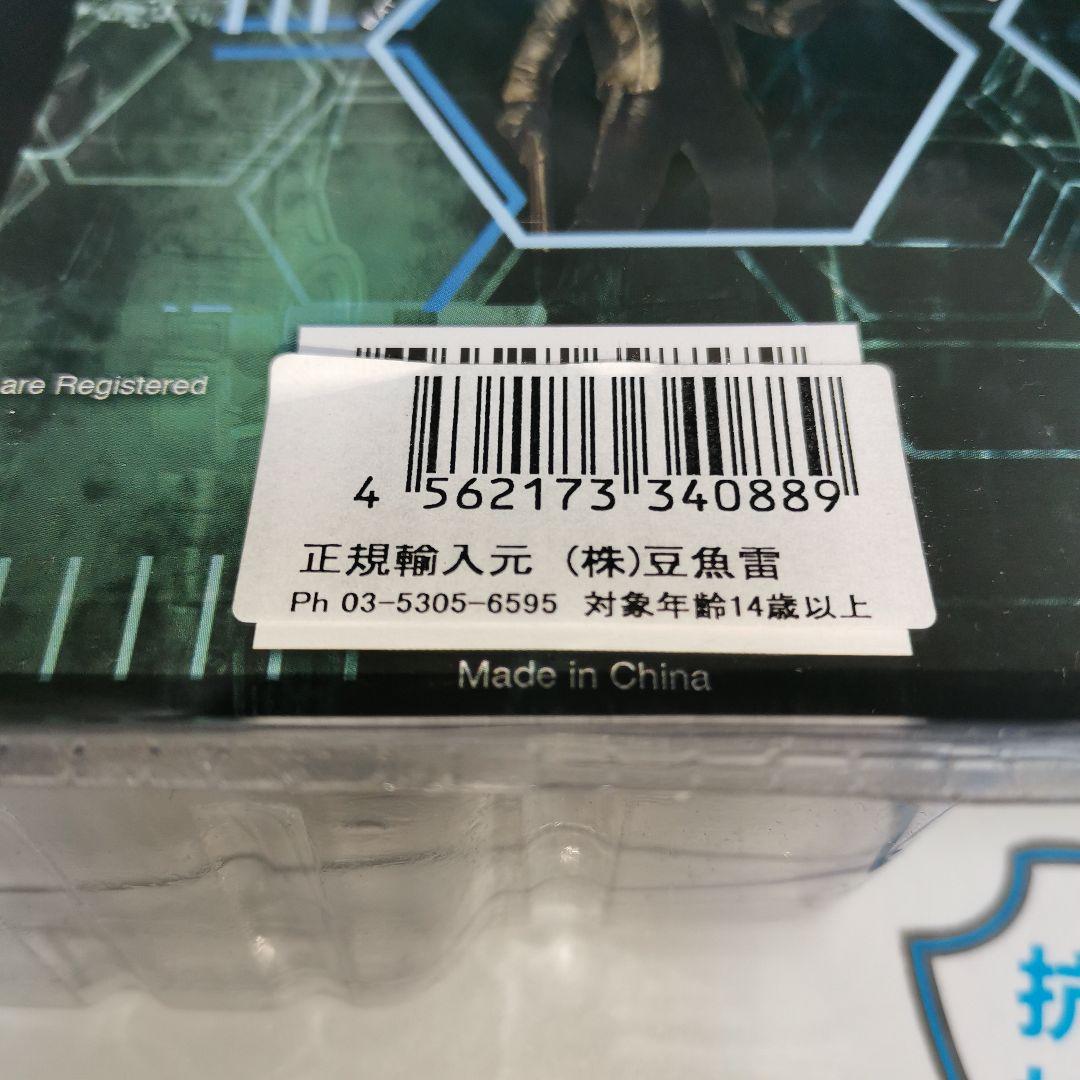 are Registered
4 562173 340889
正規輸入元 (株)豆魚雷
Ph 03-5305-6595 対象年齢14歳以上
Made in China
抗